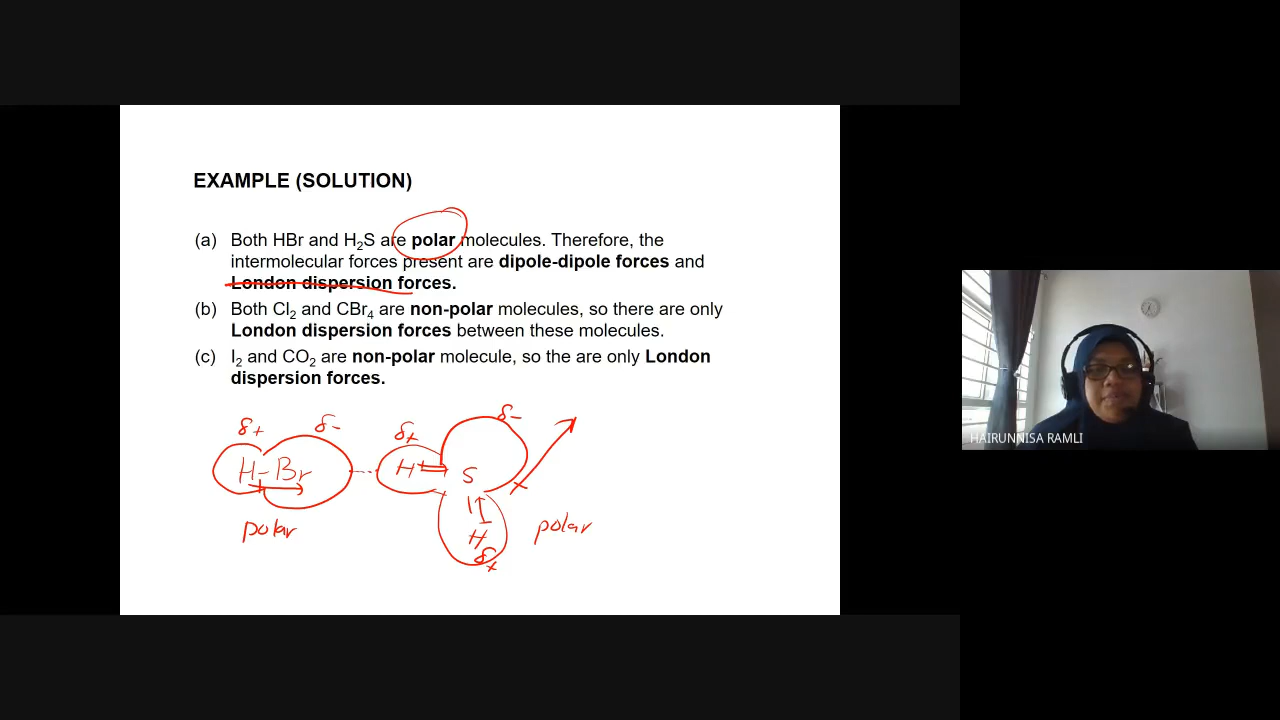 EXAMPLE (SOLUTION)
(a) Both HBr and H₂S are polar molecules. Therefore, the
intermolecular forces present are dipole-dipole forces and
London dispersion forces.
(b) Both Cl₂ and CBr₄ are non-polar molecules, so there are only
London dispersion forces between these molecules.
(c) I₂ and CO₂ are non-polar molecule, so the are only London
dispersion forces.
δ+ δ- δ+ δ-
H-Br H S
H
δ+
polar polar
HAIRUNNISA RAMLI